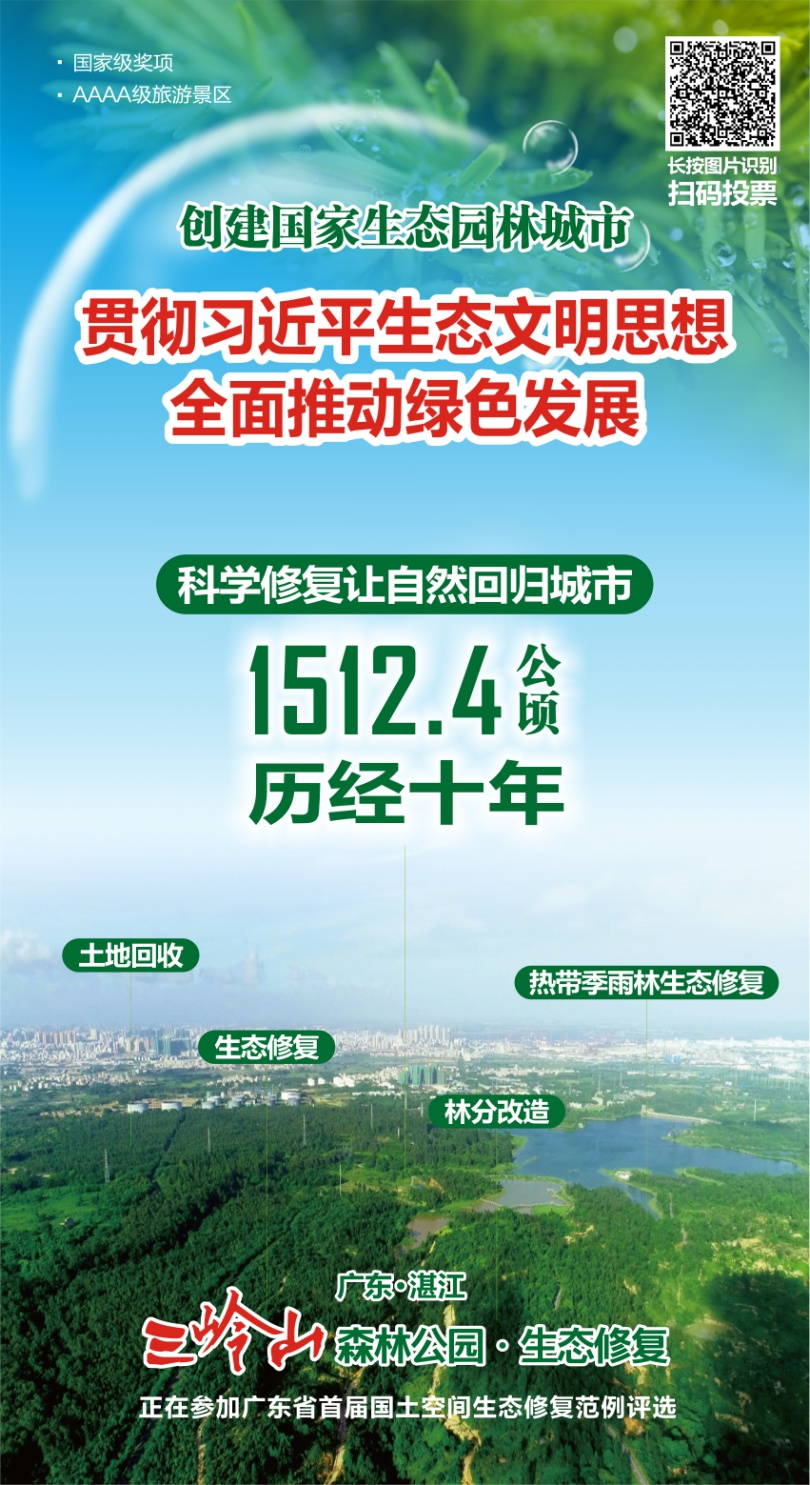 · 国家级奖项
· AAAA级旅游景区
长按图片识别
扫码投票
创建国家生态园林城市
贯彻习近平生态文明思想
全面推动绿色发展
科学修复让自然回归城市
1512.4公顷
历经十年
土地回收
热带季雨林生态修复
生态修复
林分改造
广东·湛江
三岭山 森林公园·生态修复
正在参加广东省首届国土空间生态修复范例评选